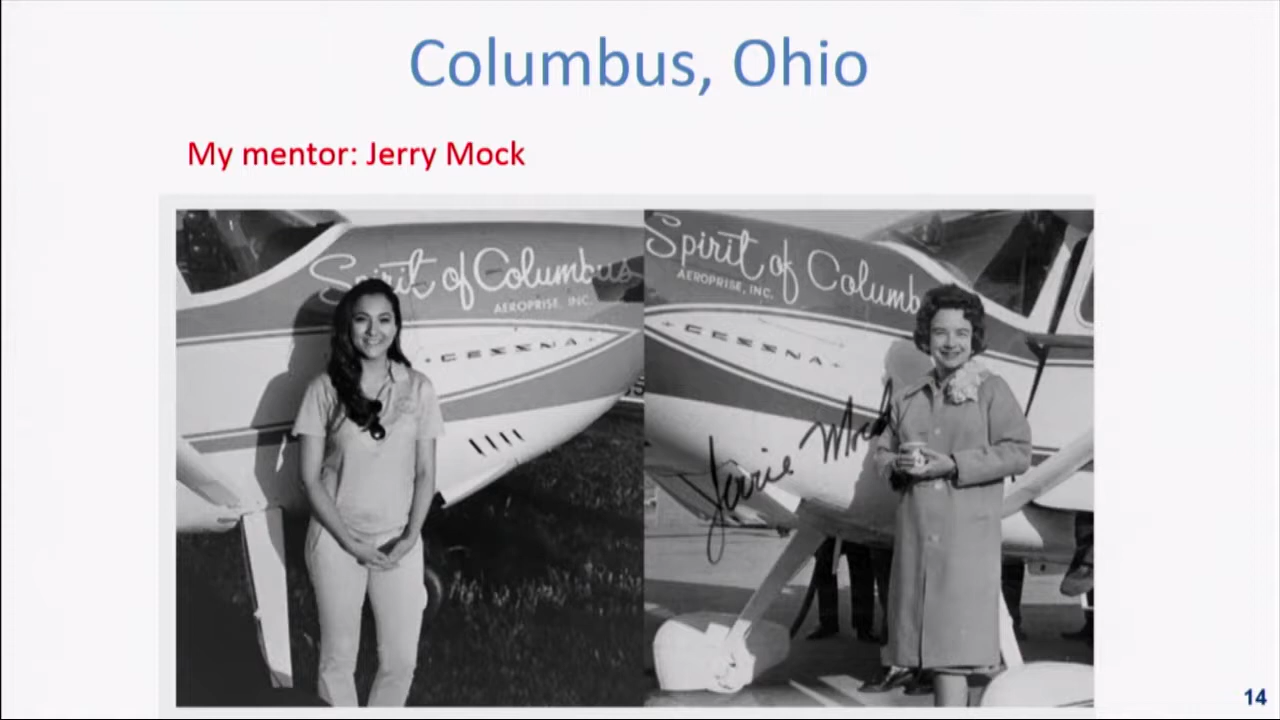 Columbus, Ohio
My mentor: Jerry Mock
Spirit of Columbus
AEROPRISE, INC.
CESSNA
Spirit of Columb
AEROPRISE, INC.
CESSNA
Jerrie Mock
14